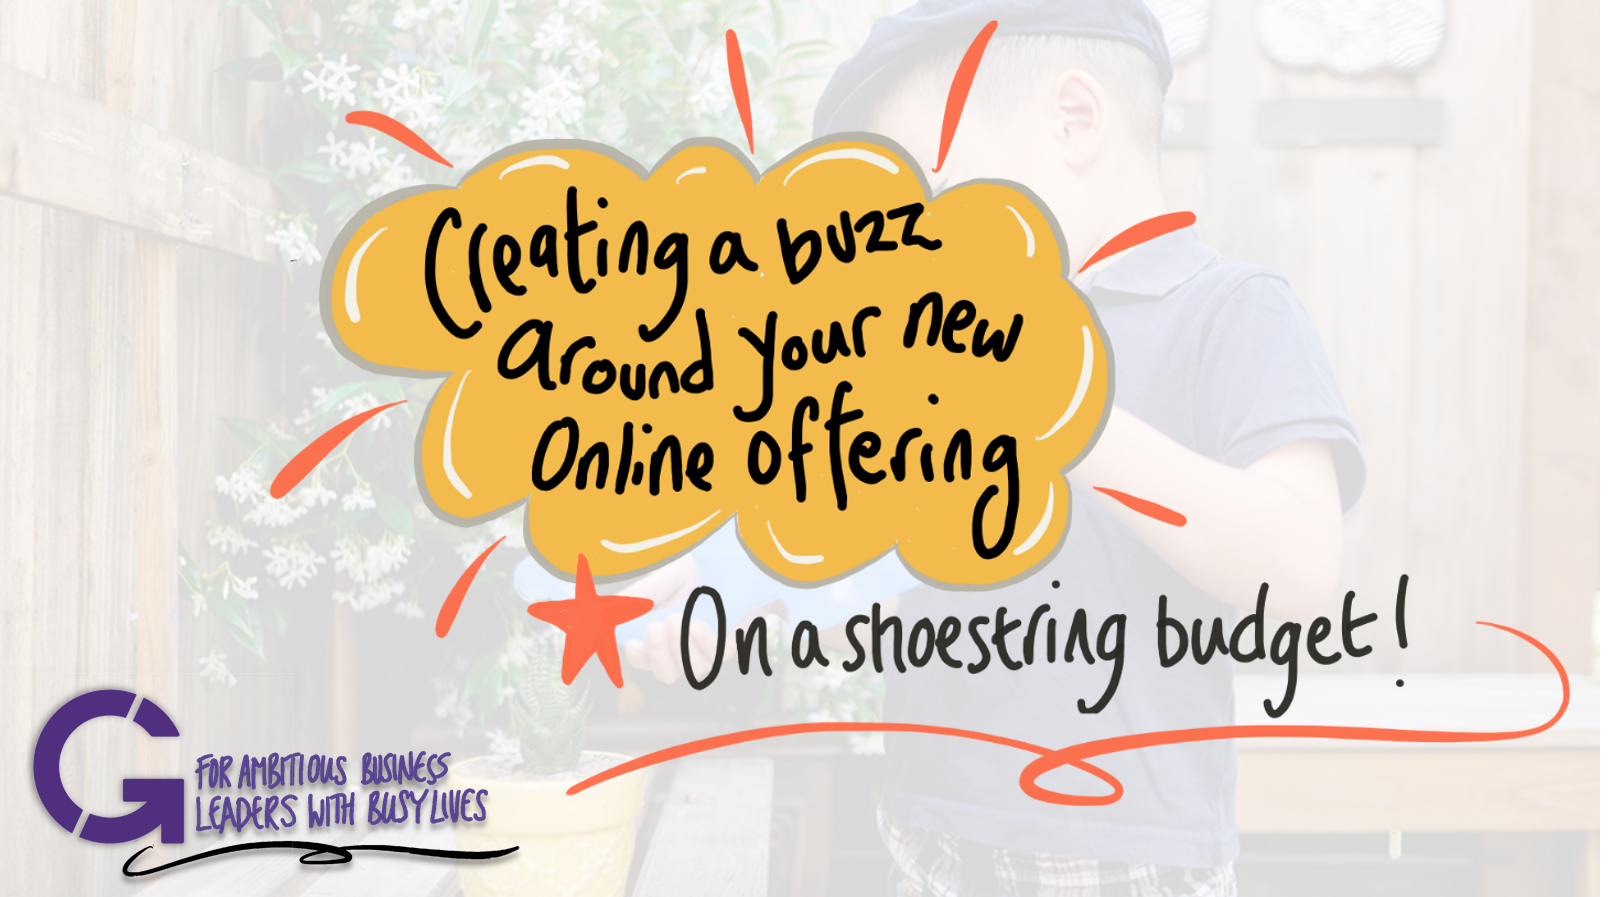 Creating a buzz
around your new
Online offering
On a shoestring budget!
G
FOR AMBITIOUS BUSINESS
LEADERS WITH BUSY LIVES